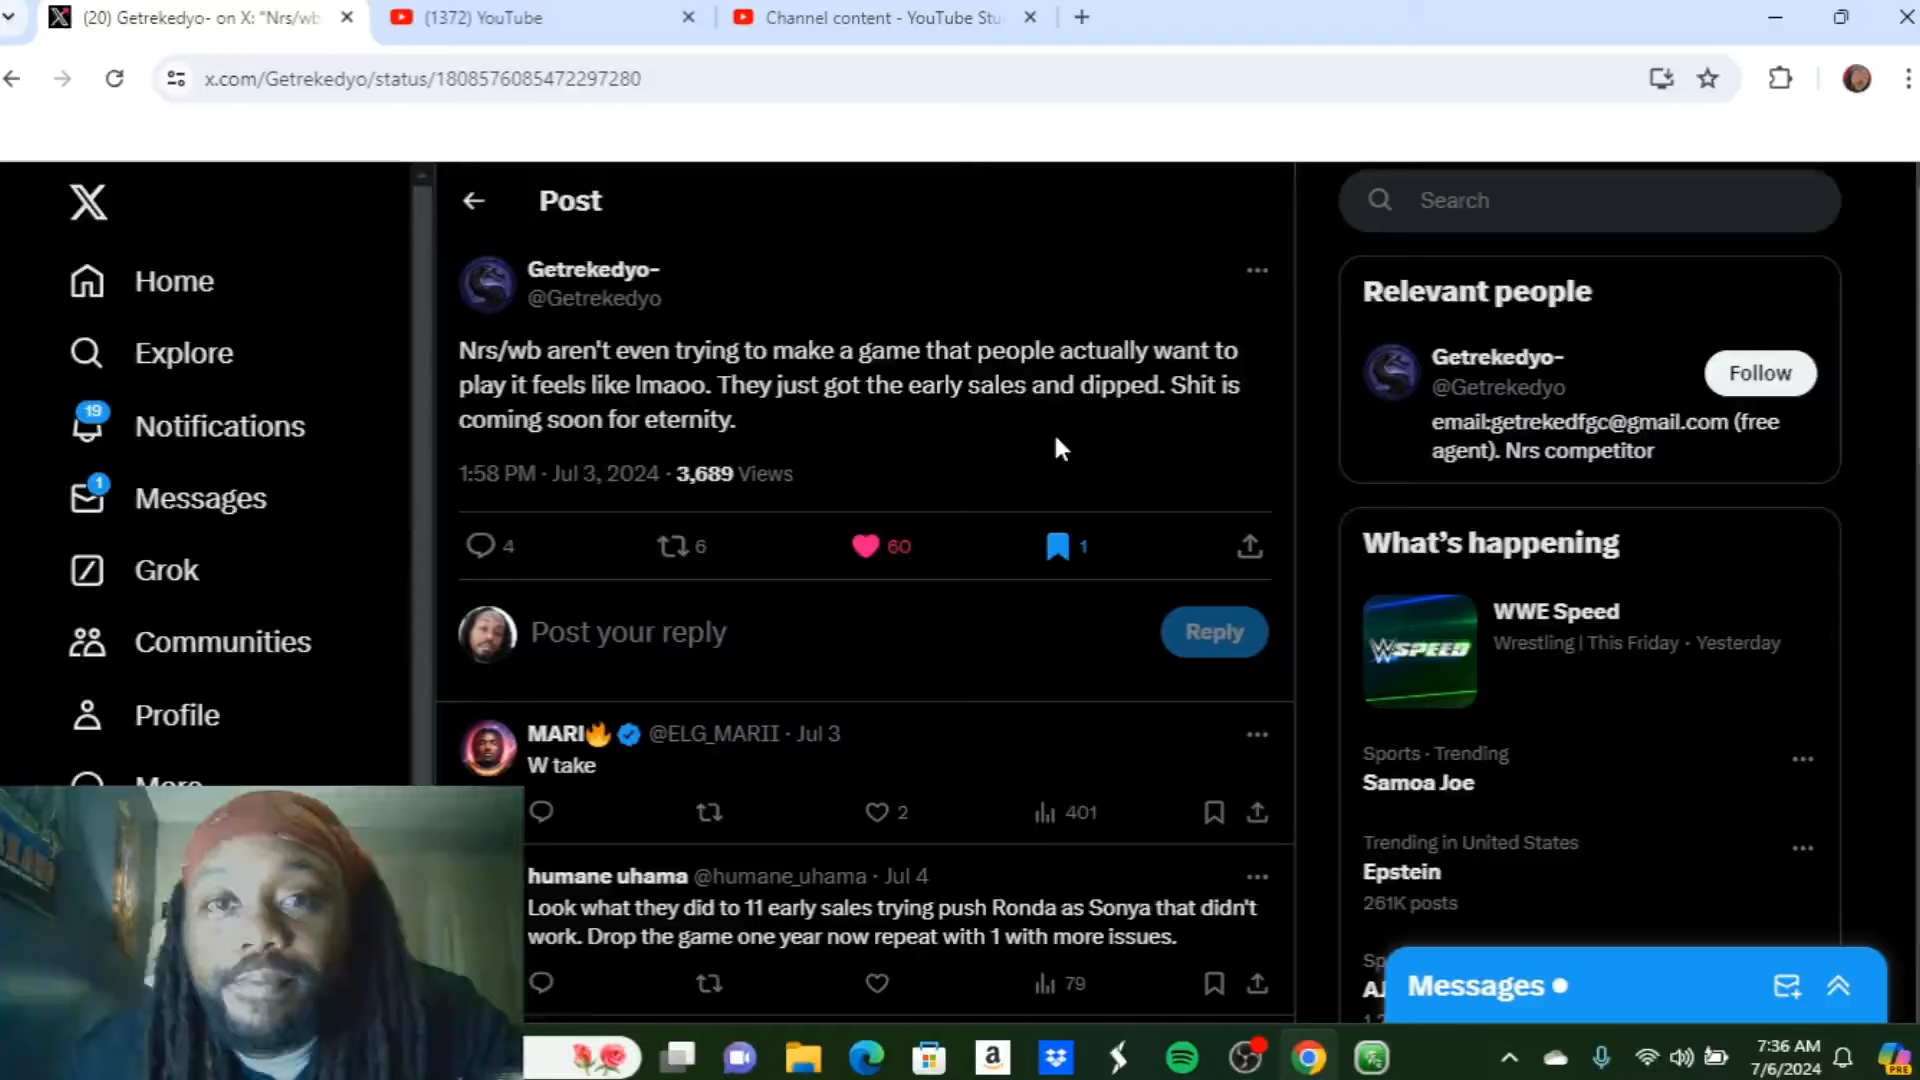 (20) Getrekedyo- on X: "Nrs/wb
(1372) YouTube
Channel content - YouTube Stu
x.com/Getrekedyo/status/1808576085472297280
Home
Explore
19
Notifications
1
Messages
Grok
Communities
Profile
More
Post
Getrekedyo-
@Getrekedyo
Nrs/wb aren't even trying to make a game that people actually want to
play it feels like lmaoo. They just got the early sales and dipped. Shit is
coming soon for eternity.
1:58 PM · Jul 3, 2024 · 3,689 Views
4 6 60 1
Post your reply
Reply
MARI🔥 @ELG_MARII · Jul 3
W take
2 401
humane uhama @humane_uhama · Jul 4
Look what they did to 11 early sales trying push Ronda as Sonya that didn't
work. Drop the game one year now repeat with 1 with more issues.
79
Search
Relevant people
Getrekedyo-
@Getrekedyo
Follow
email:getrekedfgc@gmail.com (free
agent). Nrs competitor
What's happening
WSPEED
WWE Speed
Wrestling | This Friday · Yesterday
Sports · Trending
Samoa Joe
Trending in United States
Epstein
261K posts
Sp
AJ
Messages
7:36 AM
7/6/2024
PRE